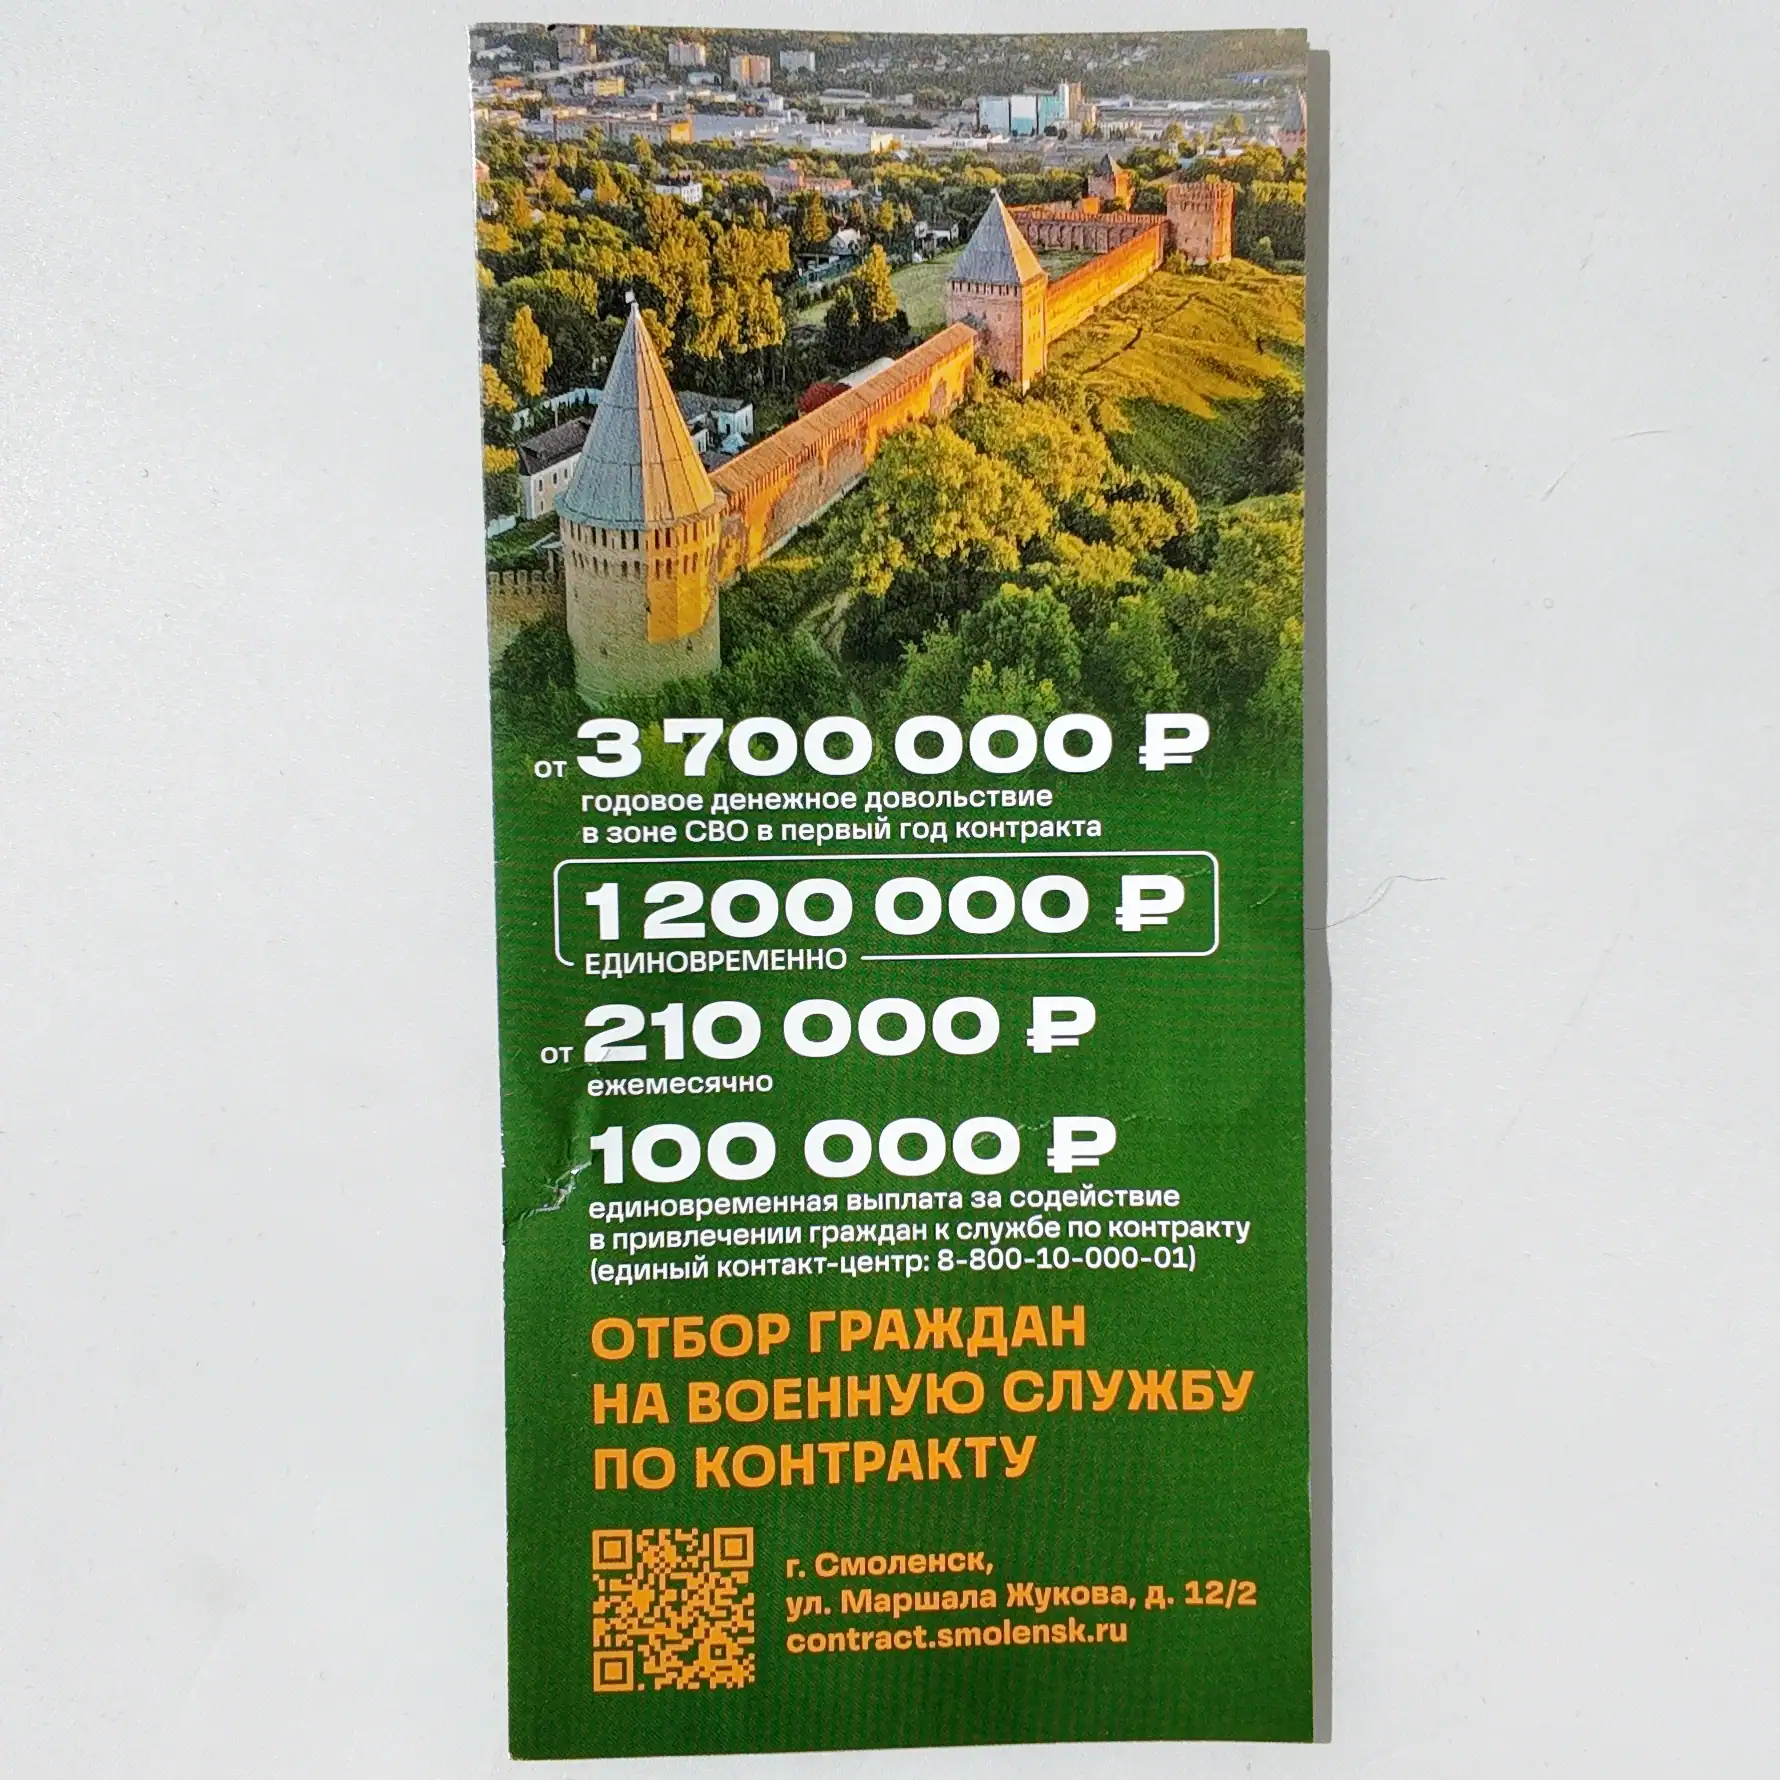 от 3 700 000 ₽
годовое денежное довольствие
в зоне СВО в первый год контракта
1 200 000 ₽
ЕДИНОВРЕМЕННО
от 210 000 ₽
ежемесячно
100 000 ₽
единовременная выплата за содействие
в привлечении граждан к службе по контракту
(единый контакт-центр: 8-800-10-000-01)
ОТБОР ГРАЖДАН
НА ВОЕННУЮ СЛУЖБУ
ПО КОНТРАКТУ
г. Смоленск,
ул. Маршала Жукова, д. 12/2
contract.smolensk.ru